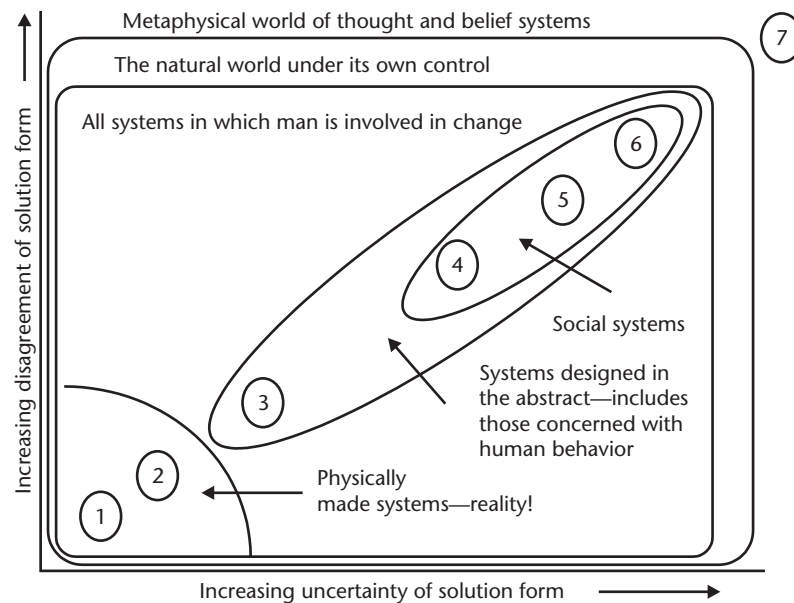 Metaphysical world of thought and belief systems
7
The natural world under its own control
All systems in which man is involved in change
6
5
4
Social systems
Systems designed in
the abstract—includes
those concerned with
human behavior
3
2
1
Physically
made systems—reality!
Increasing disagreement of solution form
Increasing uncertainty of solution form